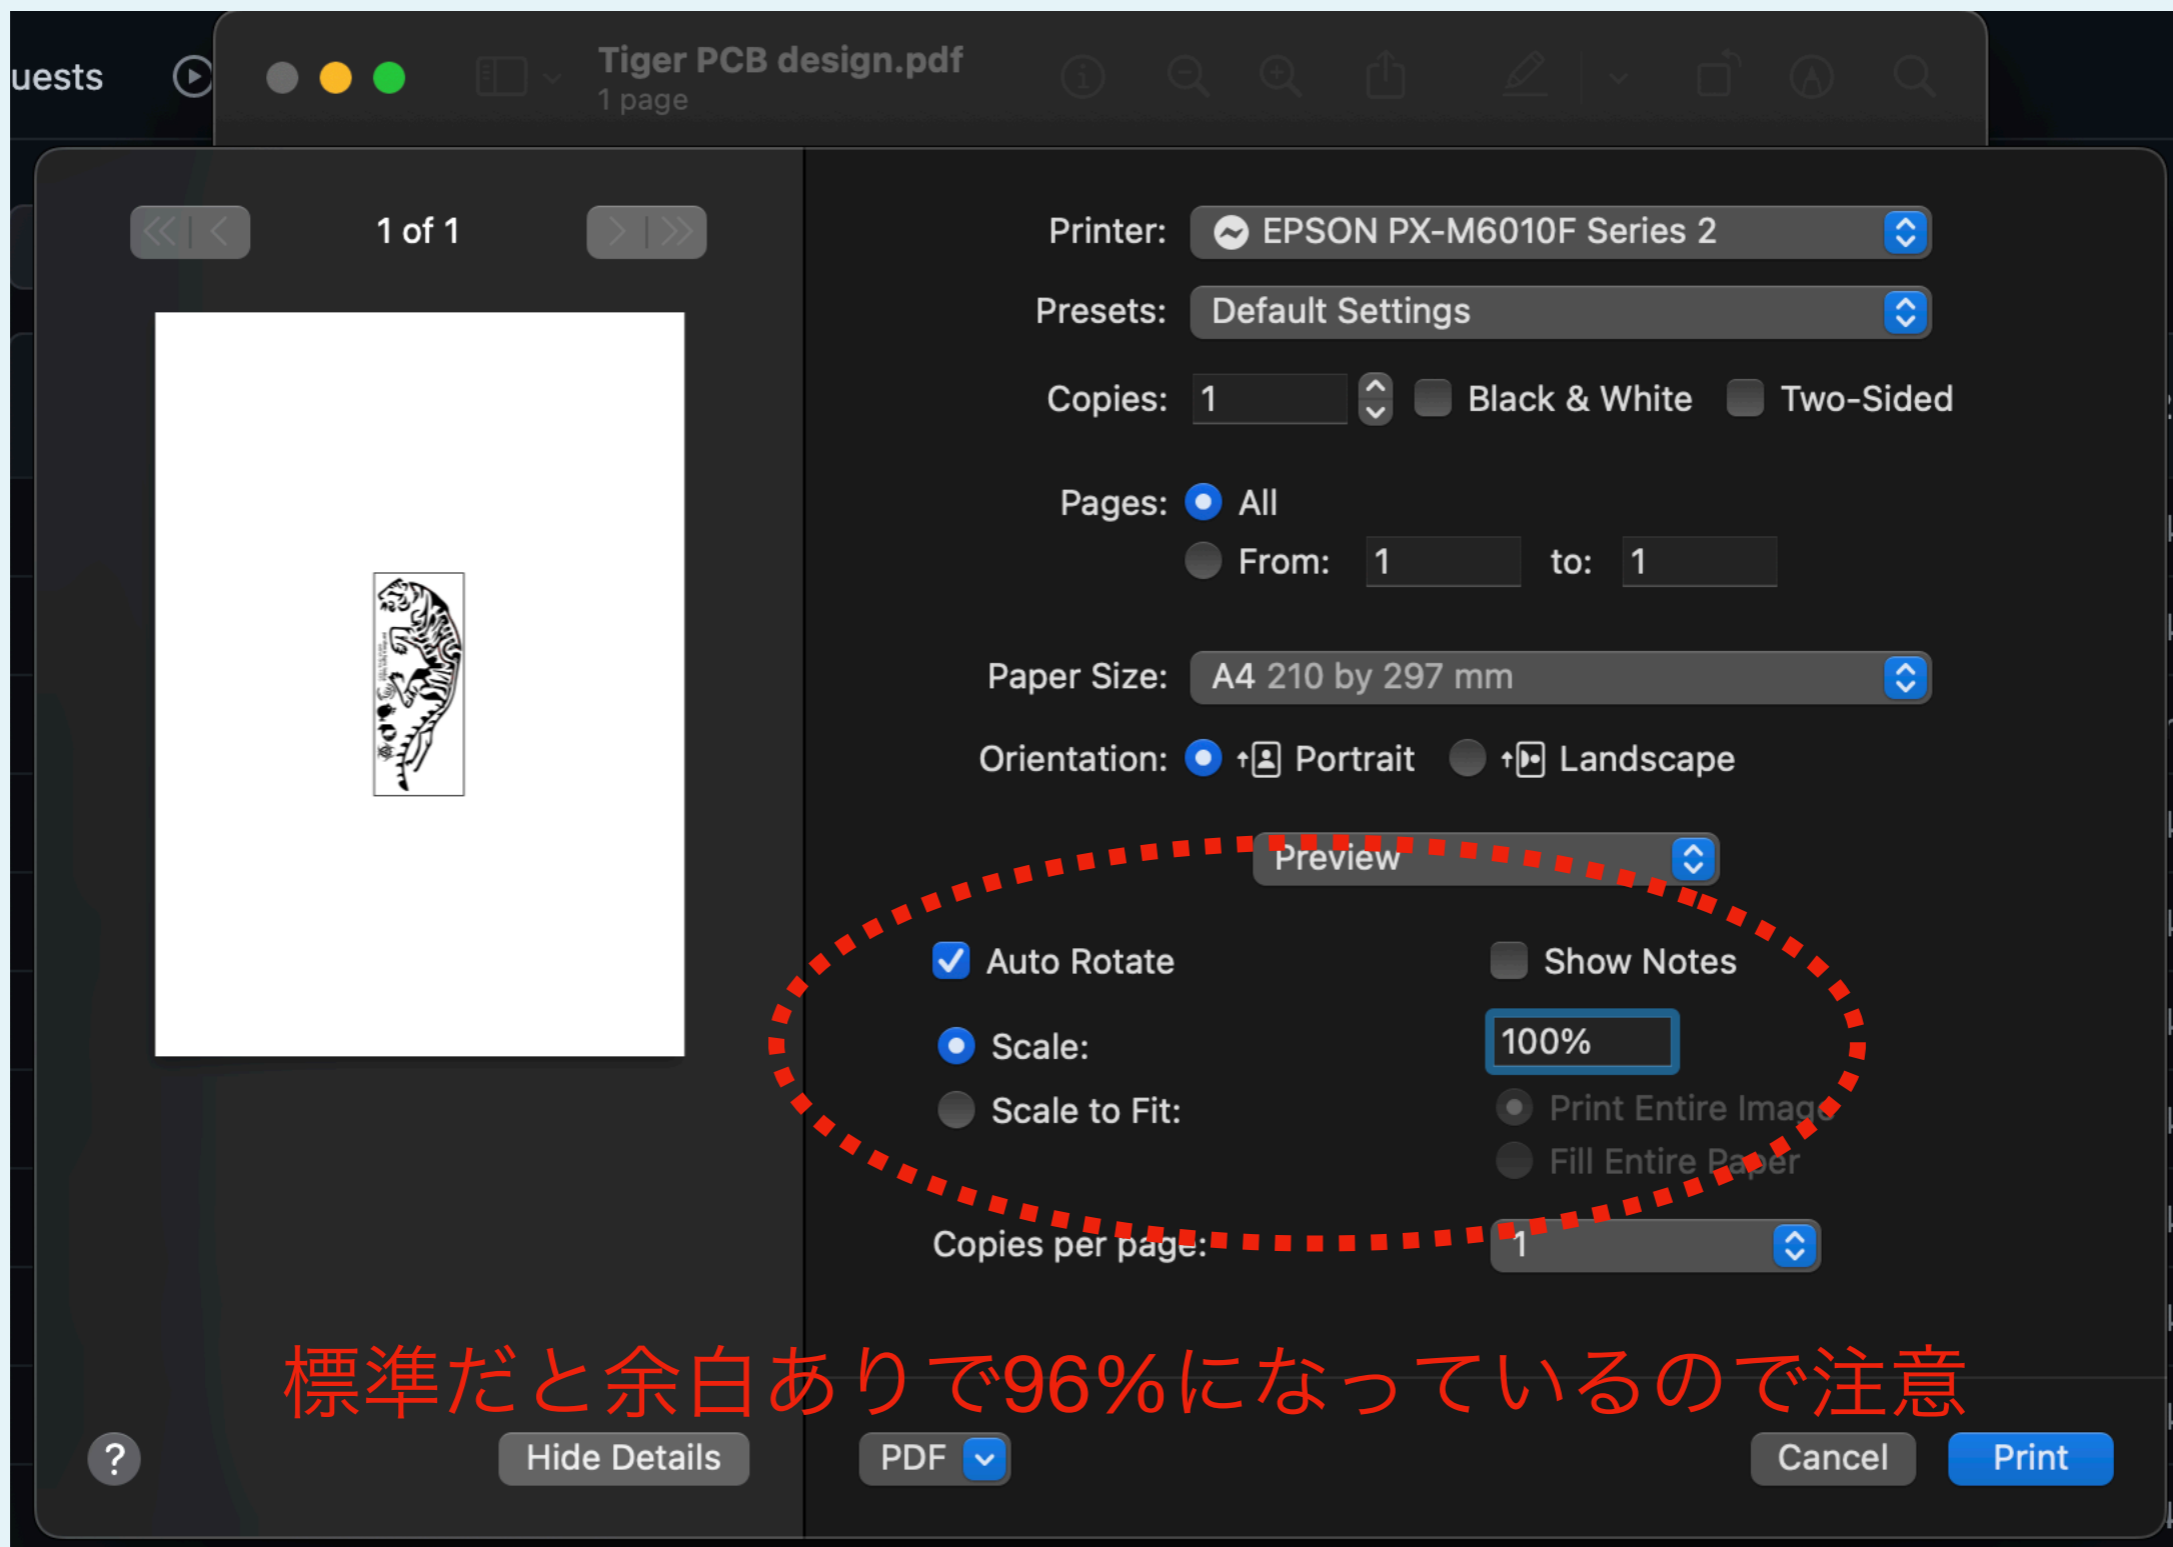 uests
Tiger PCB design.pdf
1 page
1 of 1
Printer: EPSON PX-M6010F Series 2
Presets: Default Settings
Copies: 1 Black & White Two-Sided
Pages: All
From: 1 to: 1
Paper Size: A4 210 by 297 mm
Orientation: Portrait Landscape
Preview
Auto Rotate Show Notes
Scale: 100%
Scale to Fit: Print Entire Image
Fill Entire Paper
Copies per page: 1
標準だと余白ありで96%になっているので注意
? Hide Details PDF Cancel Print